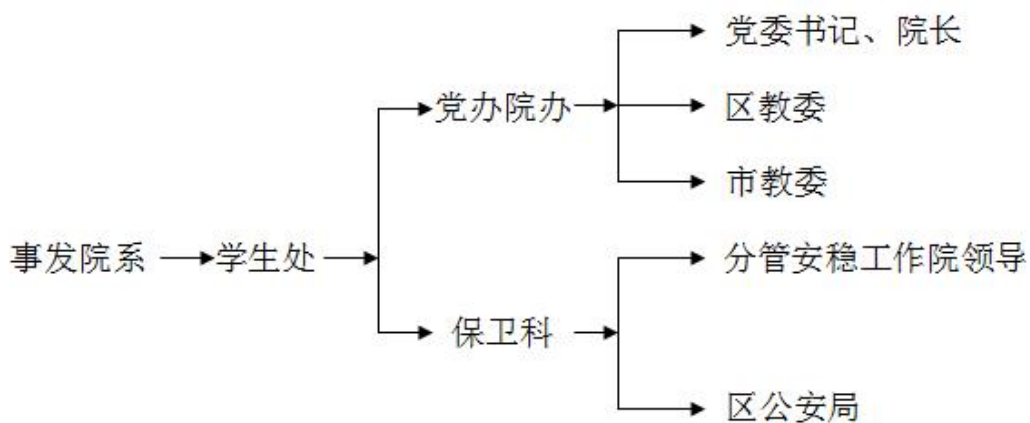 党委书记、院长
党办院办
区教委
市教委
事发院系
学生处
分管安稳工作院领导
保卫科
区公安局